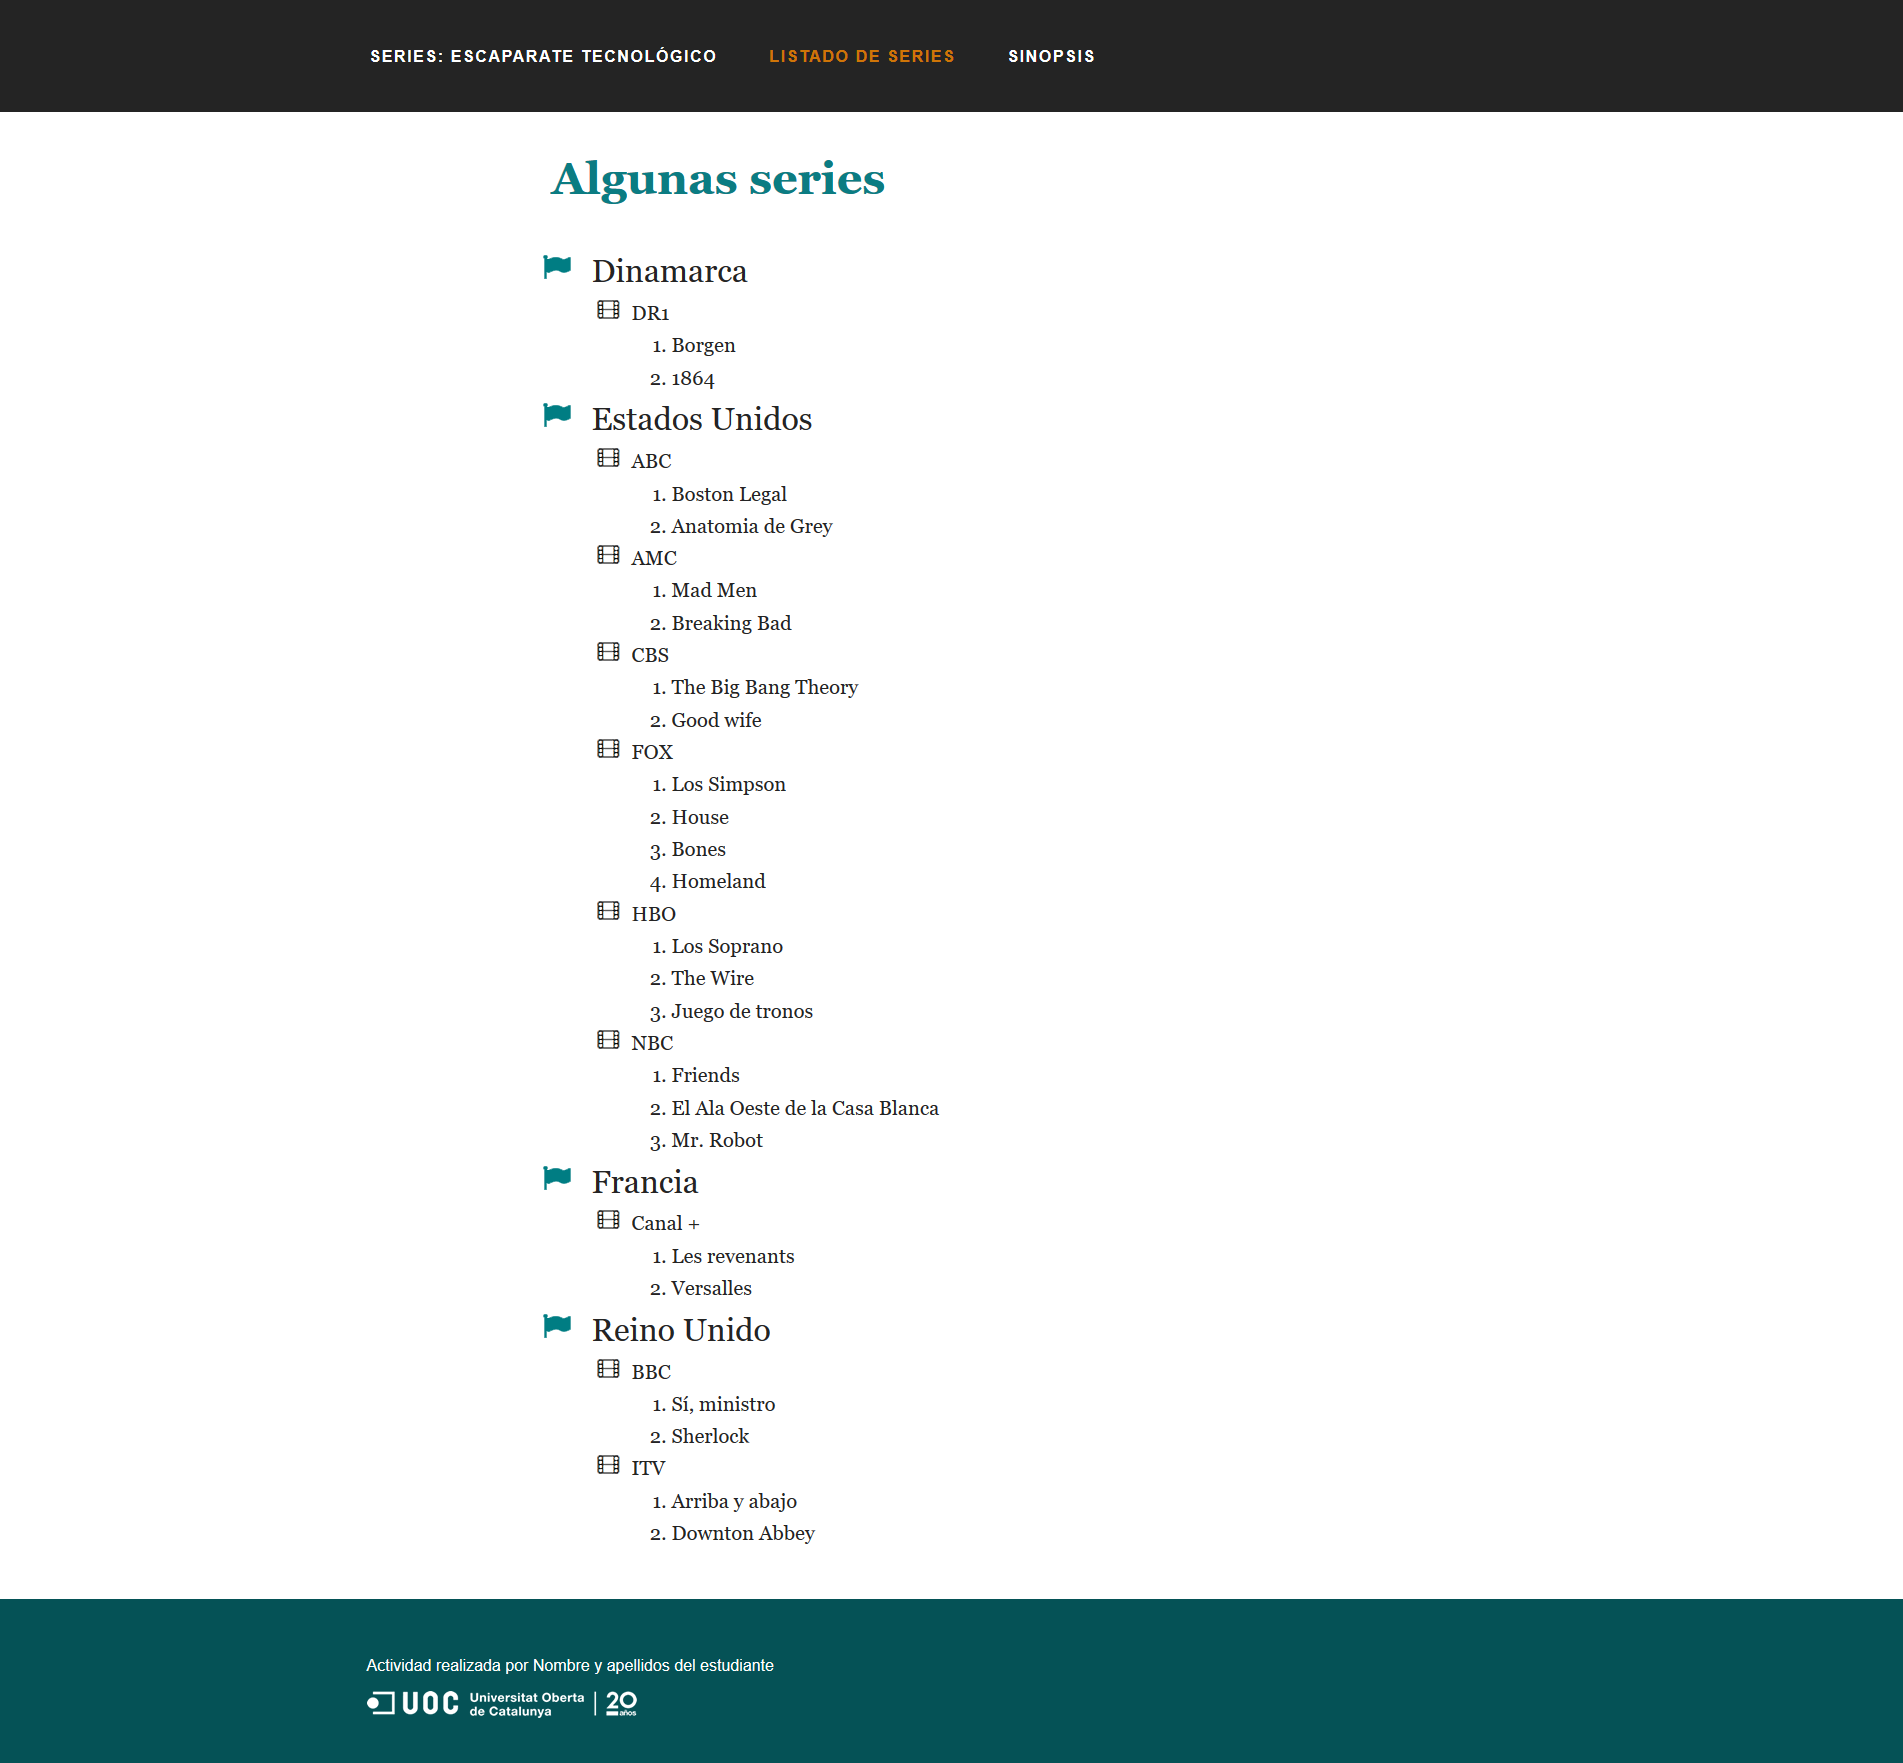 SERIES: ESCAPARATE TECNOLÓGICO LISTADO DE SERIES SINOPSIS
Algunas series
Dinamarca
DR1
1. Borgen
2. 1864
Estados Unidos
ABC
1. Boston Legal
2. Anatomia de Grey
AMC
1. Mad Men
2. Breaking Bad
CBS
1. The Big Bang Theory
2. Good wife
FOX
1. Los Simpson
2. House
3. Bones
4. Homeland
HBO
1. Los Soprano
2. The Wire
3. Juego de tronos
NBC
1. Friends
2. El Ala Oeste de la Casa Blanca
3. Mr. Robot
Francia
Canal +
1. Les revenants
2. Versalles
Reino Unido
BBC
1. Sí, ministro
2. Sherlock
ITV
1. Arriba y abajo
2. Downton Abbey
Actividad realizada por Nombre y apellidos del estudiante
UOC Universitat Oberta
de Catalunya
20
años